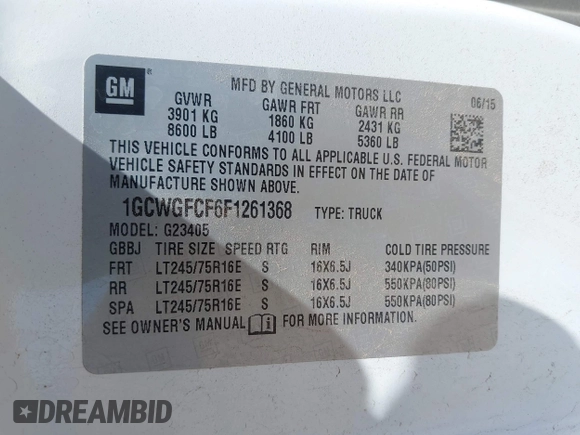 GM
®
MFD BY GENERAL MOTORS LLC
06/15
GVWR GAWR FRT GAWR RR
3901 KG 1860 KG 2431 KG
8600 LB 4100 LB 5360 LB
THIS VEHICLE CONFORMS TO ALL APPLICABLE U.S. FEDERAL MOTOR
VEHICLE SAFETY STANDARDS IN EFFECT ON THE DATE OF
MANUFACTURE SHOWN ABOVE.
1GCWGFCF6F1261368 TYPE: TRUCK
MODEL: G23405
GBBJ TIRE SIZE SPEED RTG RIM COLD TIRE PRESSURE
FRT LT245/75R16E S 16X6.5J 340KPA(50PSI)
RR LT245/75R16E S 16X6.5J 550KPA(80PSI)
SPA LT245/75R16E S 16X6.5J 550KPA(80PSI)
SEE OWNER'S MANUAL i FOR MORE INFORMATION.
DREAMBID